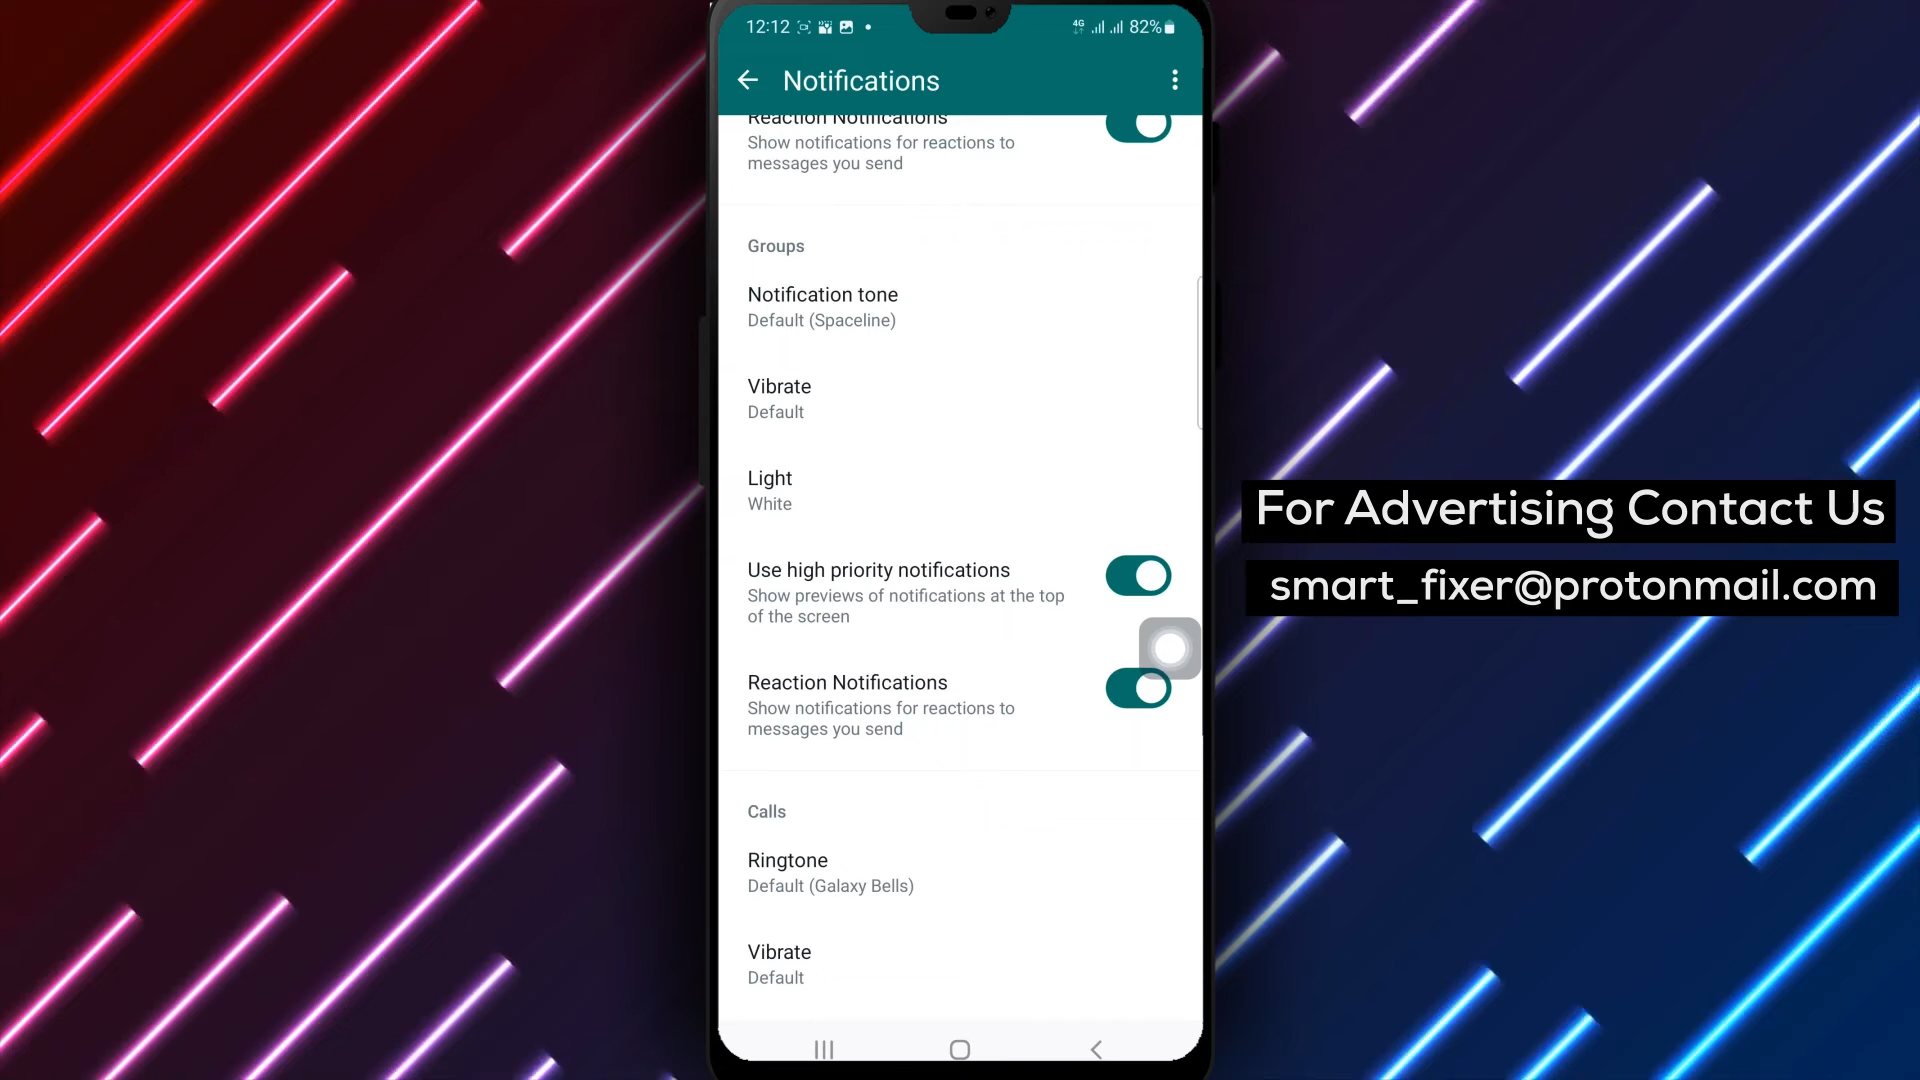 12:12
4G
82%
Notifications
Reaction Notifications
Show notifications for reactions to
messages you send
Groups
Notification tone
Default (Spaceline)
Vibrate
Default
Light
White
Use high priority notifications
Show previews of notifications at the top
of the screen
Reaction Notifications
Show notifications for reactions to
messages you send
Calls
Ringtone
Default (Galaxy Bells)
Vibrate
Default
For Advertising Contact Us
smart_fixer@protonmail.com